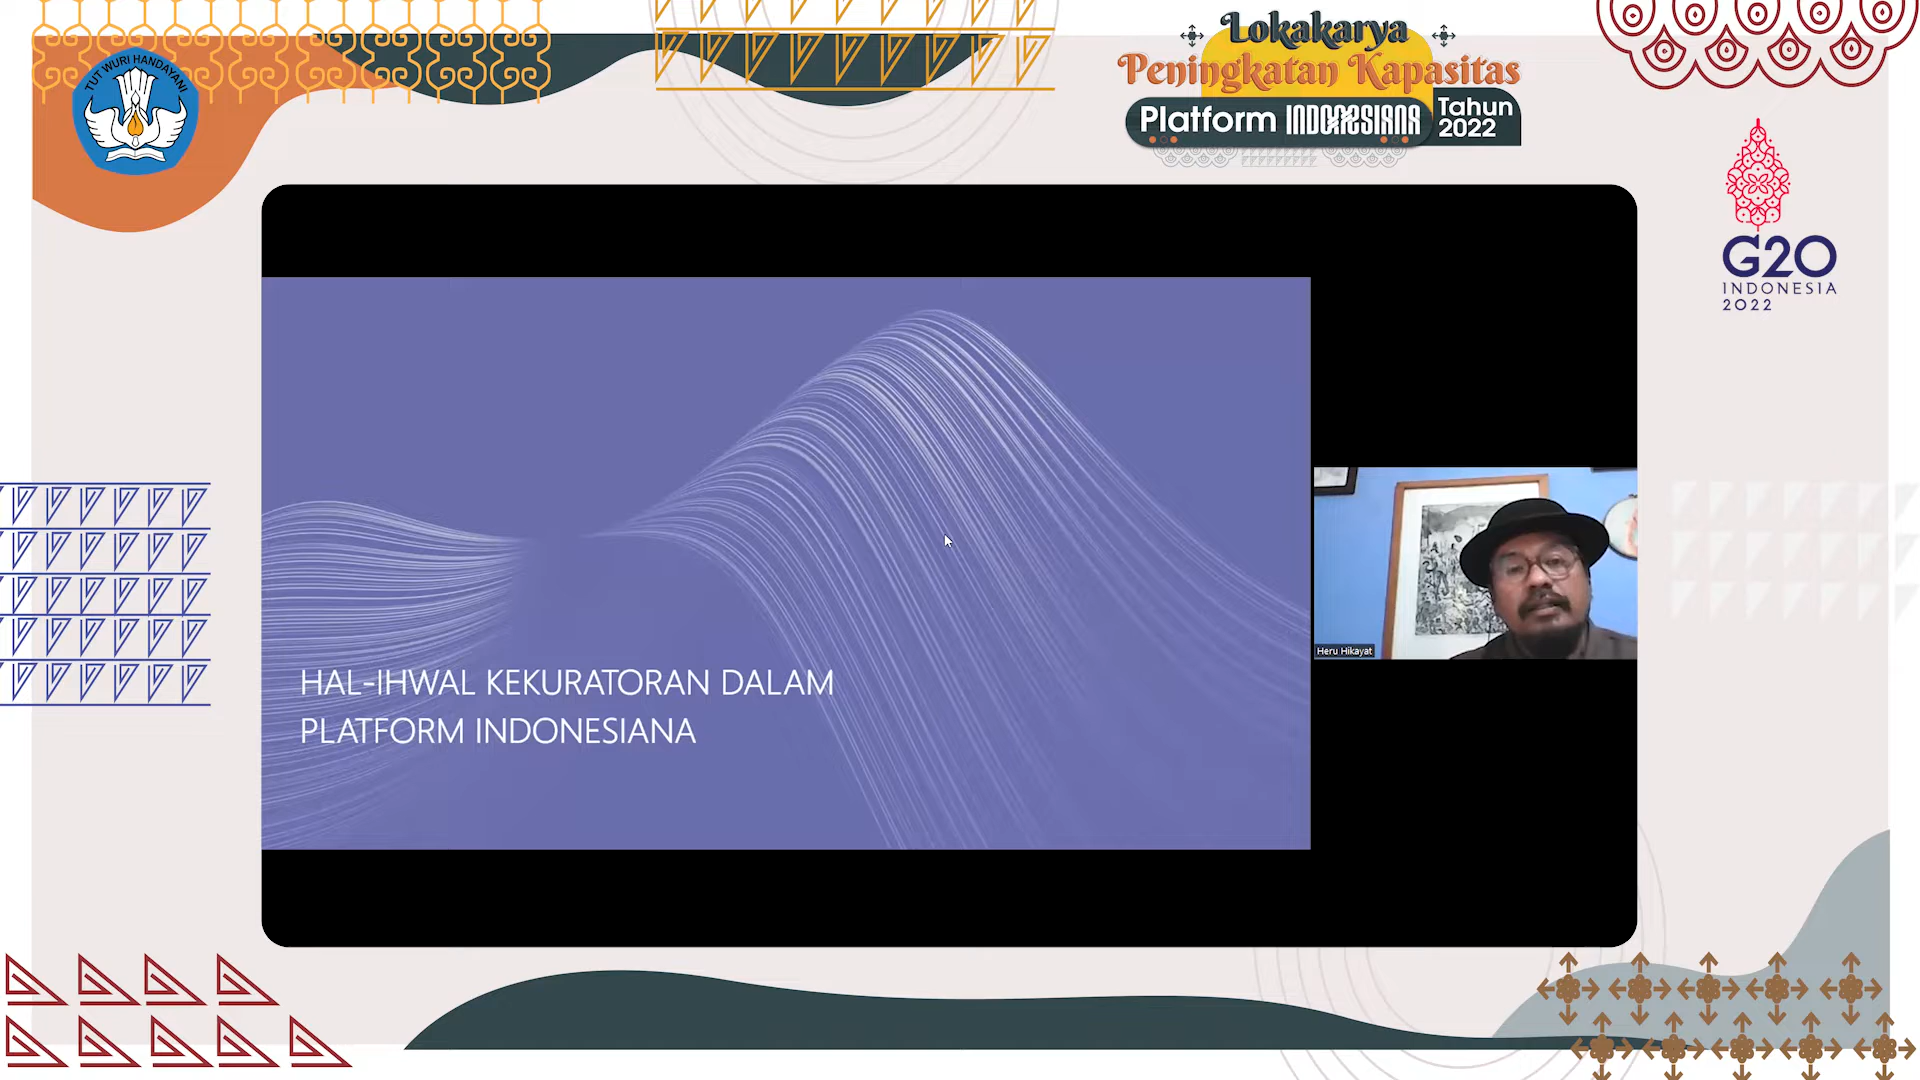 TUT WURI HANDAYANI
Lokakarya
Peningkatan Kapasitas
Platform INDONESIANA Tahun
2022
G20
INDONESIA
2022
HAL-IHWAL KEKURATORAN DALAM
PLATFORM INDONESIANA
Heru Hikayat